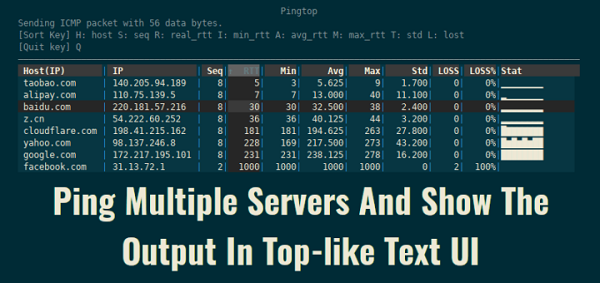 Pingtop
Sending ICMP packet with 56 data bytes.
[Sort Key] H: host S: seq R: real_rtt I: min_rtt A: avg_rtt M: max_rtt T: std L: lost
[Quit key] Q
Host(IP) | IP | Seq| RTT| Min| Avg| Max| Std| LOSS| LOSS%|Stat
taobao.com | 140.205.94.189 | 8| 5| 3| 5.625| 9| 1.700| 0| 0%|
alipay.com | 110.75.139.5 | 8| 7| 7| 13.000| 40| 11.100| 0| 0%|
baidu.com | 220.181.57.216 | 8| 30| 30| 32.500| 38| 2.400| 0| 0%|
z.cn | 54.222.60.252 | 8| 36| 36| 40.125| 44| 3.200| 0| 0%|
cloudflare.com | 198.41.215.162 | 8| 181| 181| 194.625| 263| 27.800| 0| 0%|
yahoo.com | 98.137.246.8 | 8| 228| 169| 217.500| 273| 43.200| 0| 0%|
google.com | 172.217.195.101 | 8| 231| 231| 238.125| 278| 16.200| 0| 0%|
facebook.com | 31.13.72.1 | 2| 1000| 1000| 1000| 1000| 0| 2| 100%|
Ping Multiple Servers And Show The
Output In Top-like Text UI